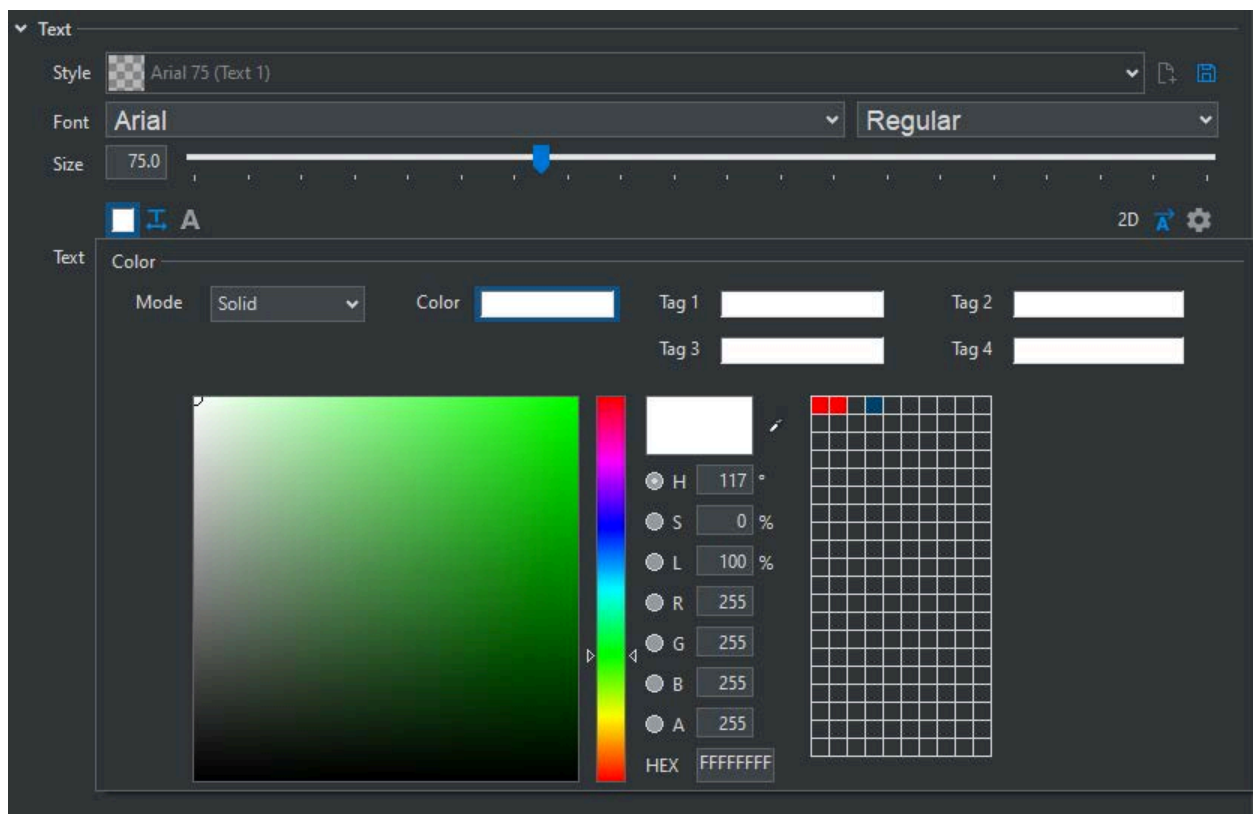 Text
Style Arial 75 (Text 1)
Font Arial Regular
Size 75.0
A 2D A
Text Color
Mode Solid Color Tag 1 Tag 2
Tag 3 Tag 4
H 117 °
S 0 %
L 100 %
R 255
G 255
B 255
A 255
HEX FFFFFFFF